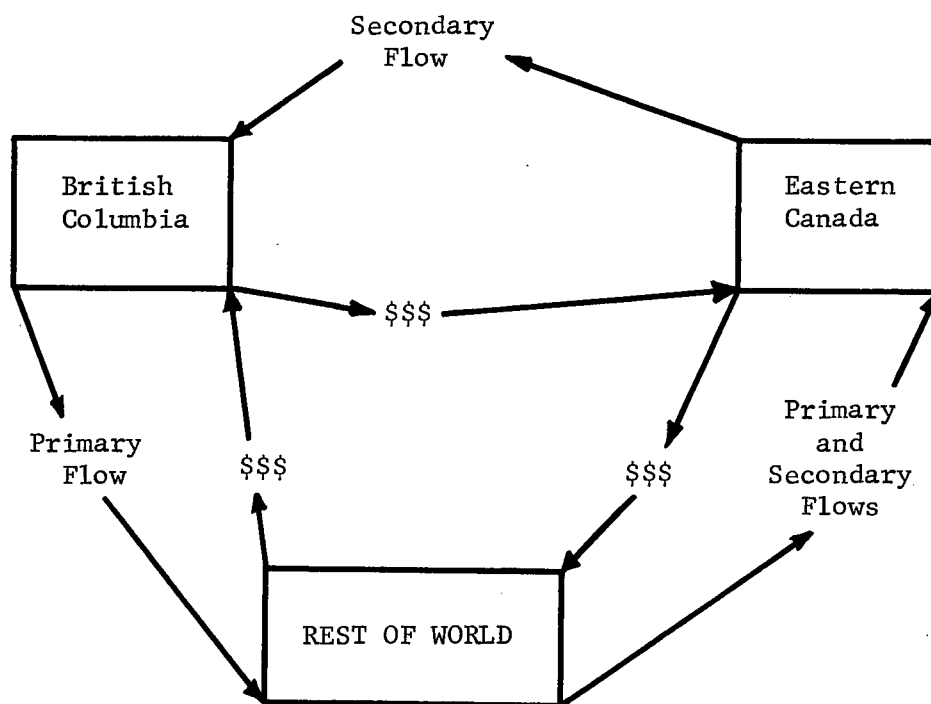 Secondary
Flow
British
Columbia
Eastern
Canada
$$$
Primary
Flow
$$$
$$$
Primary
and
Secondary
Flows
REST OF WORLD